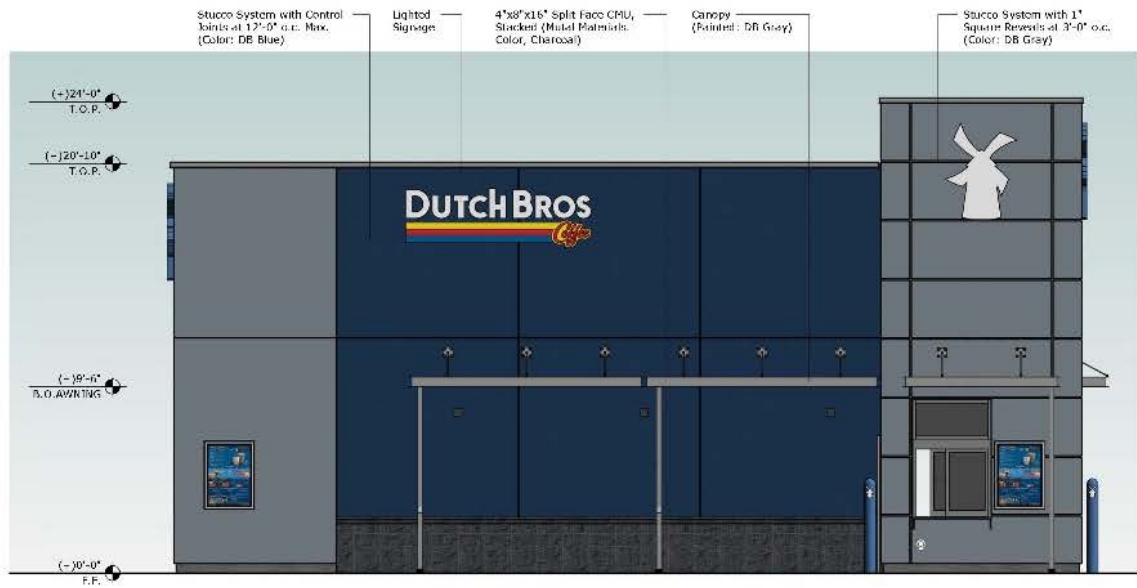 Stucco System with Control
Joints at 12'-0" o.c. Max.
(Color: DB Blue)
Lighted
Signage
4"x8"x16" Split Face CMU,
Stacked (Mutal Materials.
Color, Charcoal)
Canopy
(Painted: DB Gray)
Stucco System with 1"
Square Reveals at 3'-0" o.c.
(Color: DB Gray)
(+)24'-0"
T.O.P.
(-)20'-10"
T.O.P.
DUTCH BROS
Coffee
(-)9'-6"
B.O.AWNING
(-)0'-0"
F.F.